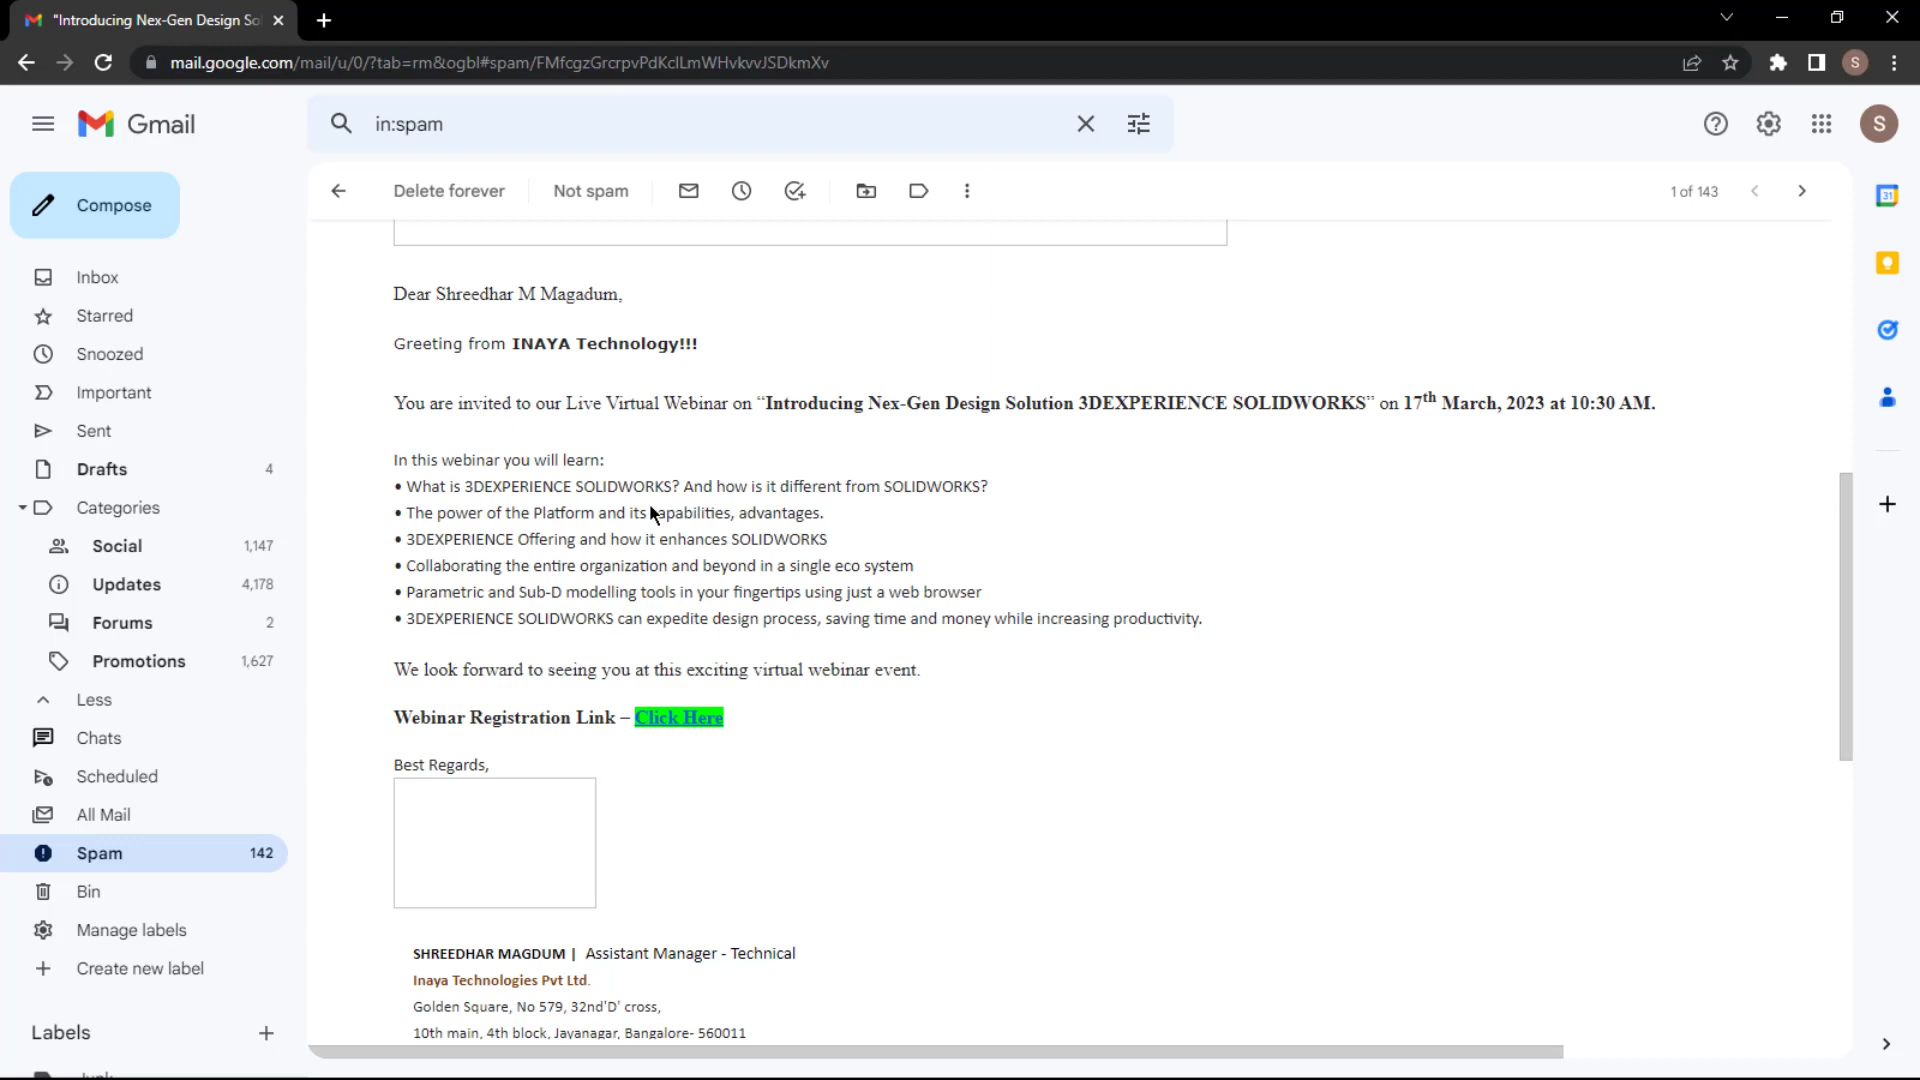 "Introducing Nex-Gen Design So
mail.google.com/mail/u/0/?tab=rm&ogbl#spam/FMfcgzGrcrpvPdKclLmWHvkvvJSDkmXv
S
Gmail
in:spam
S
Compose
Delete forever
Not spam
1 of 143
31
Inbox
Starred
Snoozed
Important
Sent
Drafts 4
Categories
Social 1,147
Updates 4,178
Forums 2
Promotions 1,627
Less
Chats
Scheduled
All Mail
Spam 142
Bin
Manage labels
Create new label
Labels
Dear Shreedhar M Magadum,
Greeting from INAYA Technology!!!
You are invited to our Live Virtual Webinar on “Introducing Nex-Gen Design Solution 3DEXPERIENCE SOLIDWORKS” on 17th March, 2023 at 10:30 AM.
In this webinar you will learn:
• What is 3DEXPERIENCE SOLIDWORKS? And how is it different from SOLIDWORKS?
• The power of the Platform and its capabilities, advantages.
• 3DEXPERIENCE Offering and how it enhances SOLIDWORKS
• Collaborating the entire organization and beyond in a single eco system
• Parametric and Sub-D modelling tools in your fingertips using just a web browser
• 3DEXPERIENCE SOLIDWORKS can expedite design process, saving time and money while increasing productivity.
We look forward to seeing you at this exciting virtual webinar event.
Webinar Registration Link – Click Here
Best Regards,
SHREEDHAR MAGDUM | Assistant Manager - Technical
Inaya Technologies Pvt Ltd.
Golden Square, No 579, 32nd'D' cross,
10th main, 4th block, Jayanagar, Bangalore- 560011